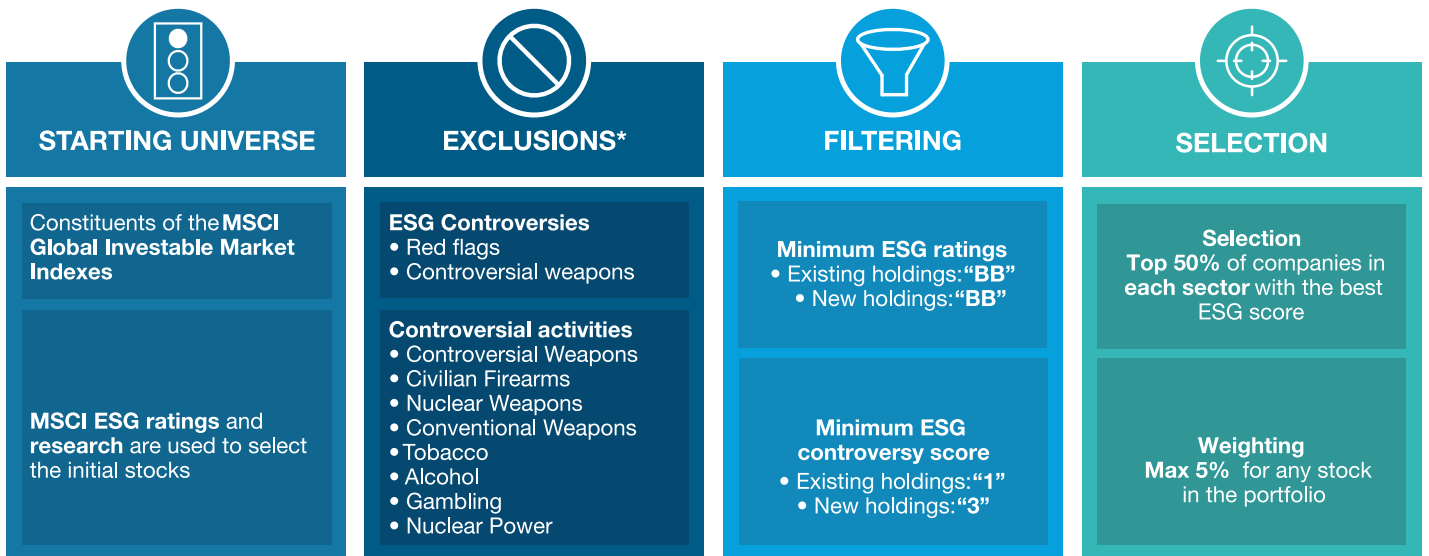 STARTING UNIVERSE
Constituents of the MSCI
Global Investable Market
Indexes
MSCI ESG ratings and
research are used to select
the initial stocks
EXCLUSIONS*
ESG Controversies
• Red flags
• Controversial weapons
Controversial activities
• Controversial Weapons
• Civilian Firearms
• Nuclear Weapons
• Conventional Weapons
• Tobacco
• Alcohol
• Gambling
• Nuclear Power
FILTERING
Minimum ESG ratings
• Existing holdings: “BB”
• New holdings: “BB”
Minimum ESG
controversy score
• Existing holdings: “1”
• New holdings: “3”
SELECTION
Selection
Top 50% of companies in
each sector with the best
ESG score
Weighting
Max 5% for any stock
in the portfolio